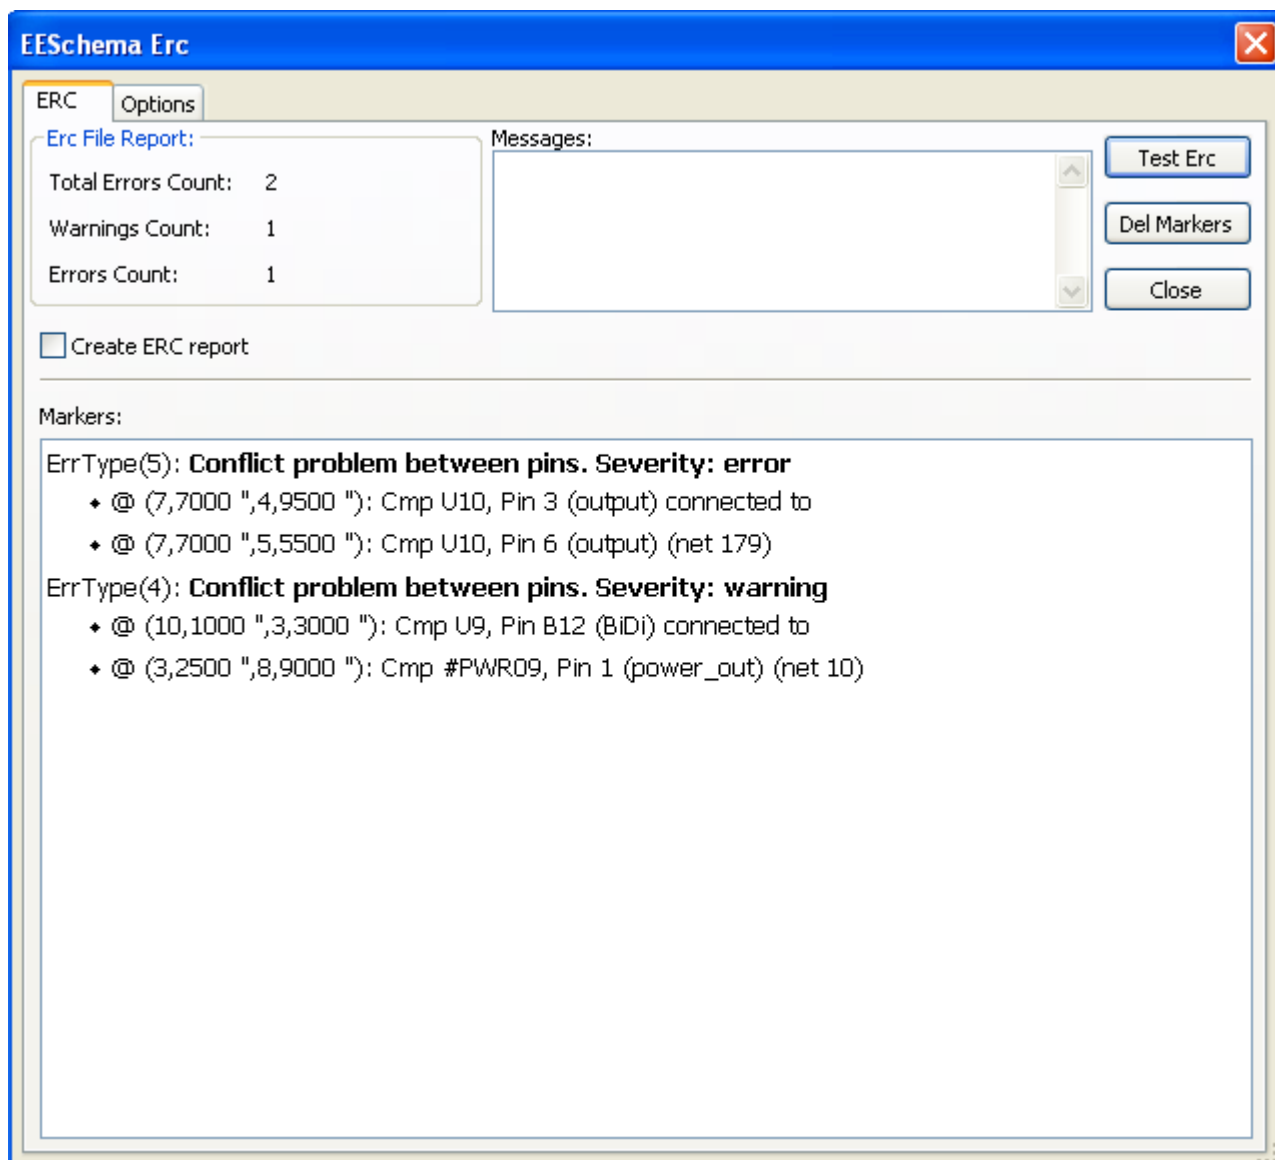 EESchema Erc
ERC Options
Erc File Report:
Total Errors Count: 2
Warnings Count: 1
Errors Count: 1
Messages:
Test Erc
Del Markers
Close
Create ERC report
Markers:
ErrType(5): Conflict problem between pins. Severity: error
@ (7,7000 ",4,9500 "): Cmp U10, Pin 3 (output) connected to
@ (7,7000 ",5,5500 "): Cmp U10, Pin 6 (output) (net 179)
ErrType(4): Conflict problem between pins. Severity: warning
@ (10,1000 ",3,3000 "): Cmp U9, Pin B12 (BiDi) connected to
@ (3,2500 ",8,9000 "): Cmp #PWR09, Pin 1 (power_out) (net 10)